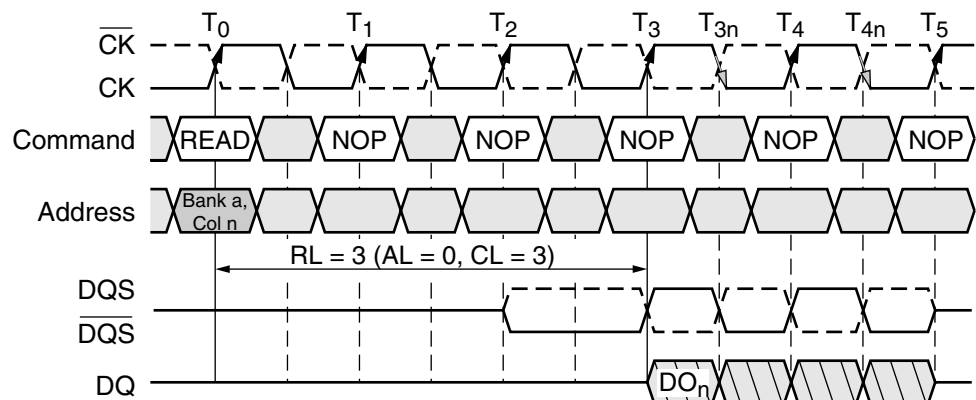 T0 T1 T2 T3 T3n T4 T4n T5
CK
CK
Command READ NOP NOP NOP NOP NOP
Address Bank a,
Col n
RL = 3 (AL = 0, CL = 3)
DQS
DQS
DQ DOn